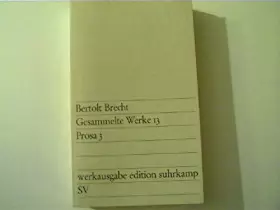 Bertolt Brecht
Gesammelte Werke 13
Prosa 3
werkausgabe edition suhrkamp
SV